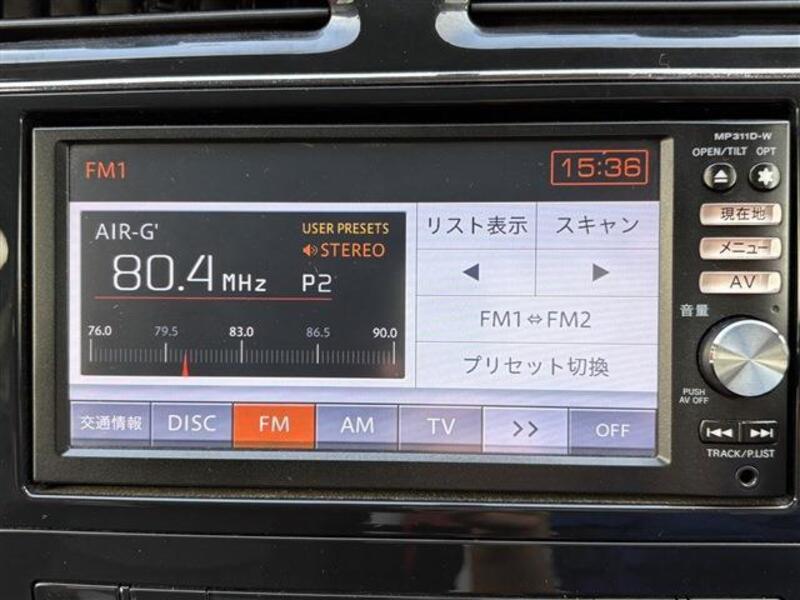 MP311D-W
OPEN/TILT OPT
FM1
15:36
現在地
メニュー
AV
AIR-G'
USER PRESETS
STEREO
80.4 MHz P2
76.0 79.5 83.0 86.5 90.0
リスト表示 スキャン
FM1⇔FM2
プリセット切換
音量
PUSH
AV OFF
交通情報 DISC FM AM TV >> OFF
TRACK/P.LIST